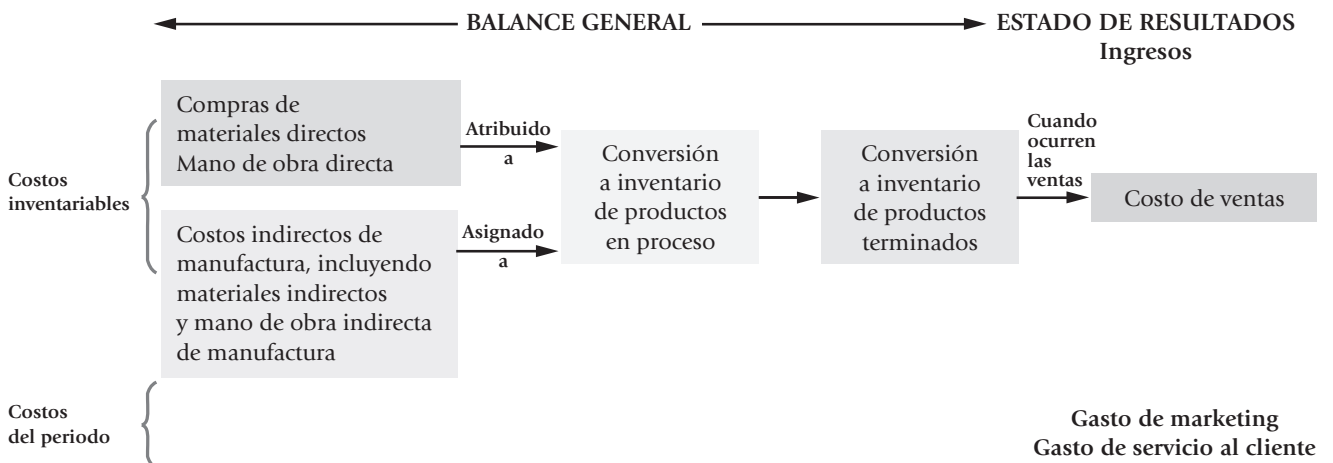 BALANCE GENERAL
ESTADO DE RESULTADOS
Ingresos
Costos
inventariables
Compras de
materiales directos
Mano de obra directa
Atribuido
a
Costos indirectos de
manufactura, incluyendo
materiales indirectos
y mano de obra indirecta
de manufactura
Asignado
a
Conversión
a inventario
de productos
en proceso
Conversión
a inventario
de productos
terminados
Cuando
ocurren
las
ventas
Costo de ventas
Costos
del periodo
Gasto de marketing
Gasto de servicio al cliente